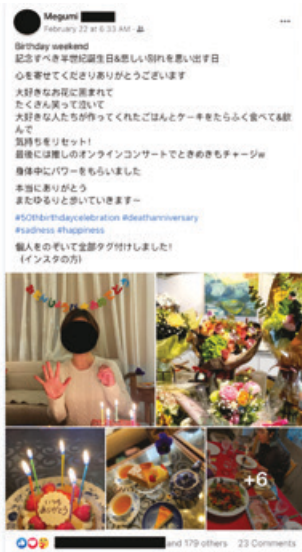 Megumi
February 22 at 6:33 AM
Birthday weekend
記念すべき半世紀誕生日&悲しい別れを思い出す日
心を寄せてくださりありがとうございます
大好きなお花に囲まれて
たくさん笑って泣いて
大好きな人たちが作ってくれたごはんとケーキをたらふく食べて&飲
んで
気持ちをリセット!
最後には推しのオンラインコンサートでときめきもチャージw
身体中にパワーをもらいました
本当にありがとう
またゆるりと歩いていきます～
#50thbirthdaycelebration #deathanniversary
#sadness #happiness
個人をのぞいて全部タグ付けしました!
(インスタの方)
いつも
ありがとう
+6
and 179 others 23 Comments